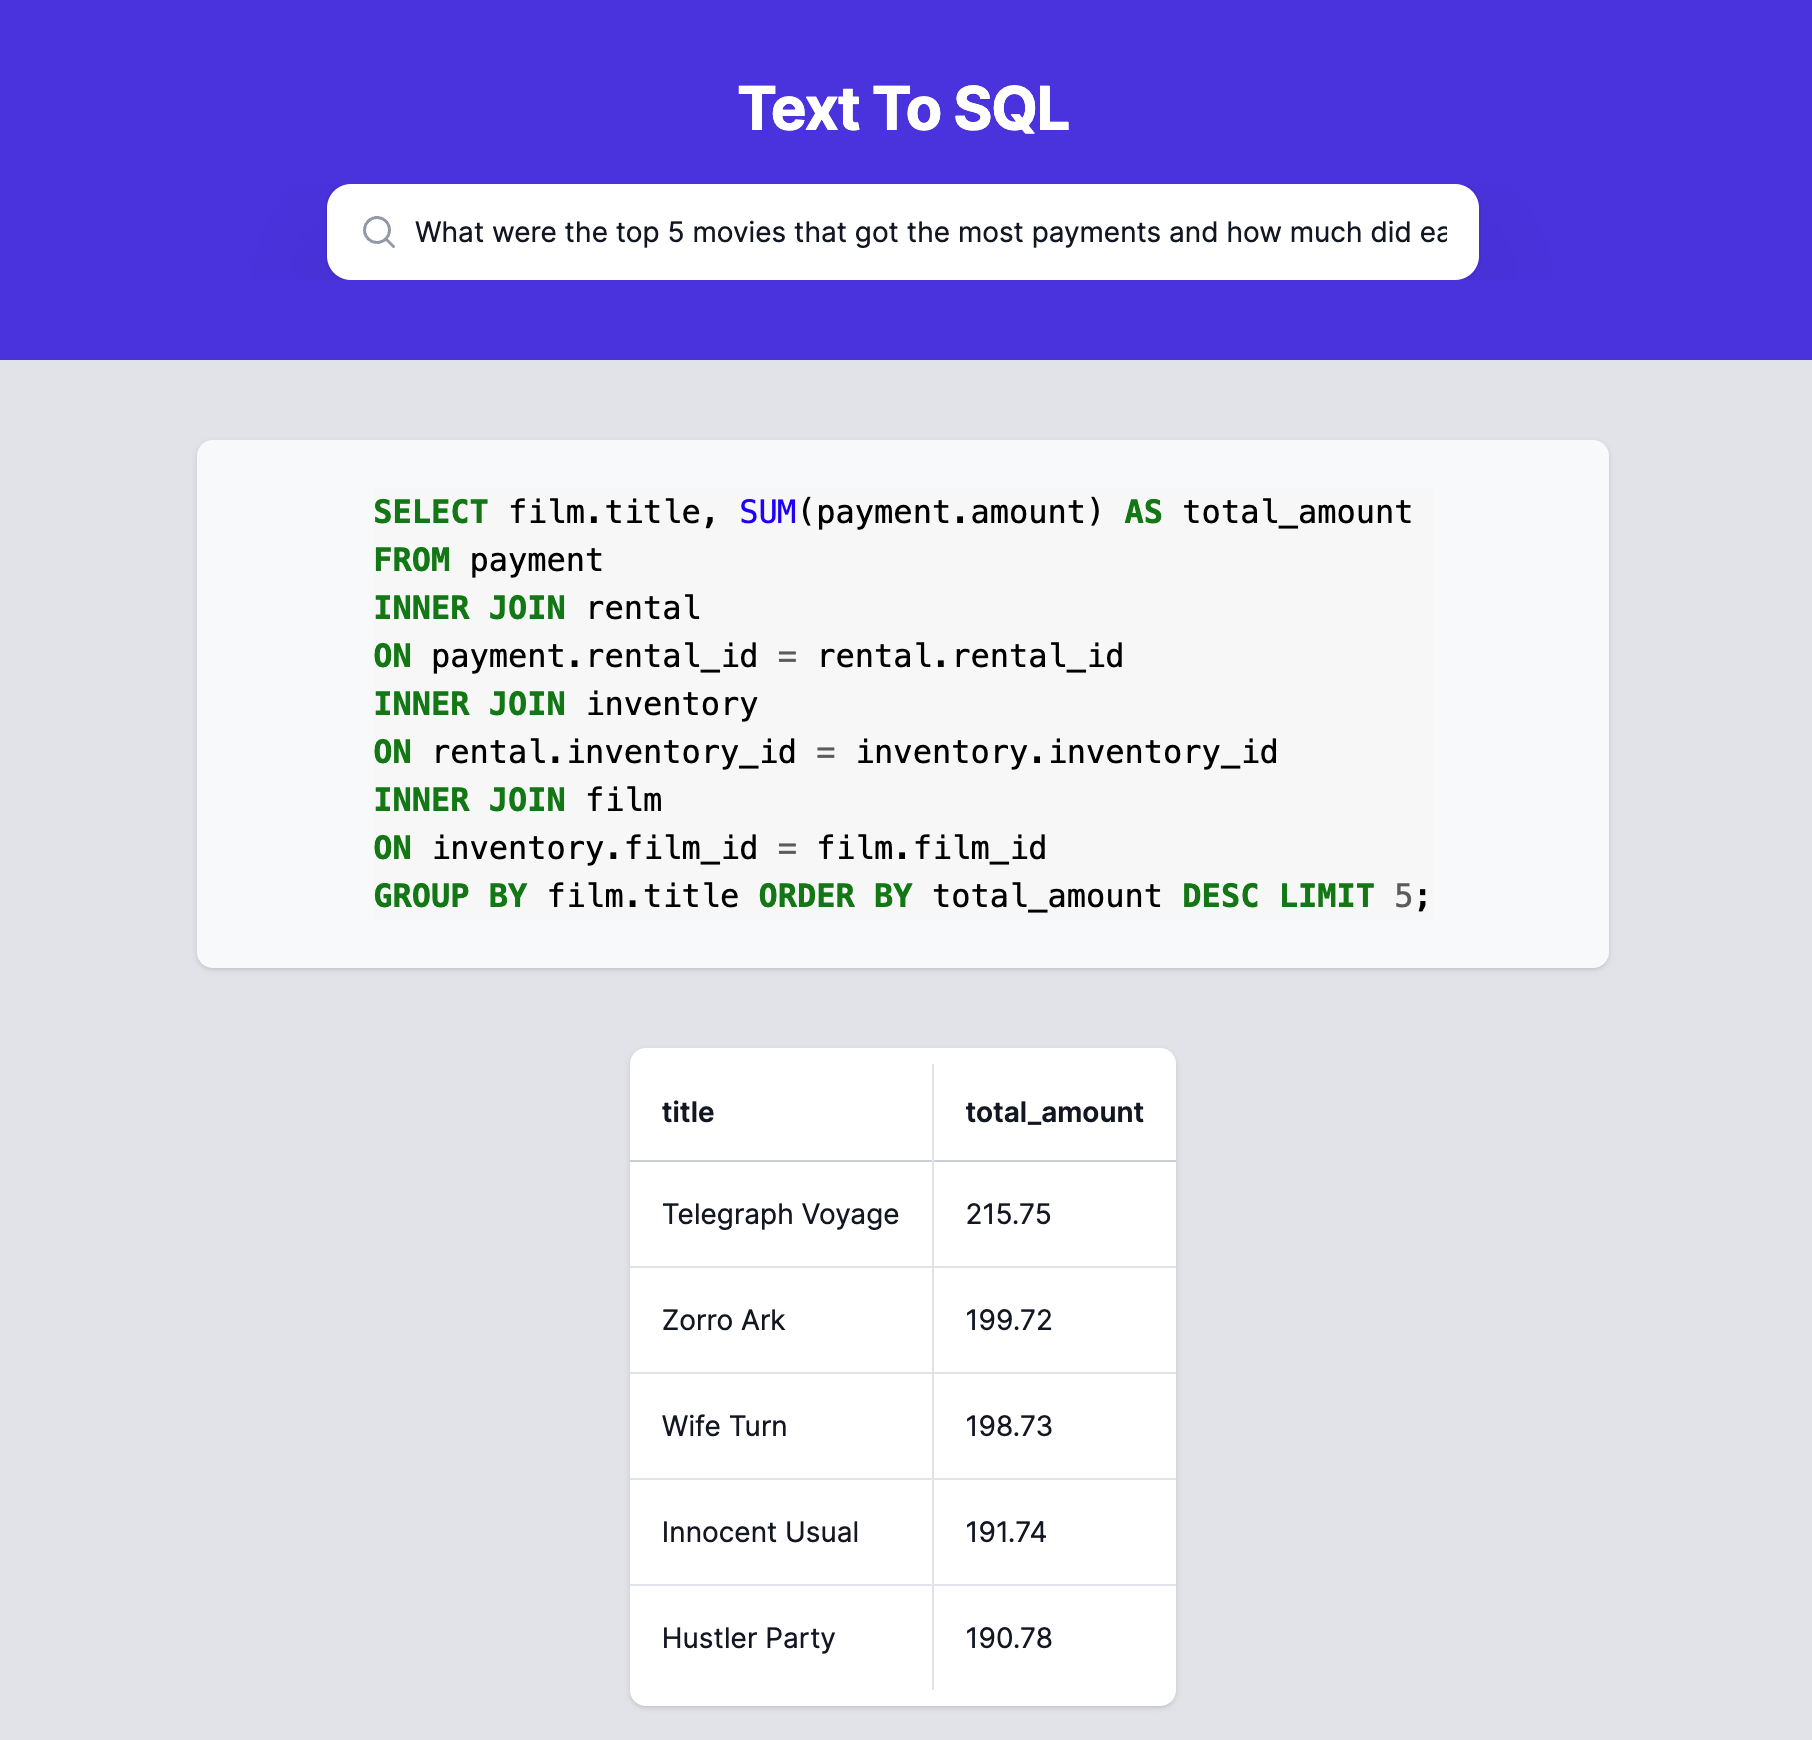 Text To SQL
What were the top 5 movies that got the most payments and how much did ea
SELECT film.title, SUM(payment.amount) AS total_amount
FROM payment
INNER JOIN rental
ON payment.rental_id = rental.rental_id
INNER JOIN inventory
ON rental.inventory_id = inventory.inventory_id
INNER JOIN film
ON inventory.film_id = film.film_id
GROUP BY film.title ORDER BY total_amount DESC LIMIT 5;
title total_amount
Telegraph Voyage 215.75
Zorro Ark 199.72
Wife Turn 198.73
Innocent Usual 191.74
Hustler Party 190.78